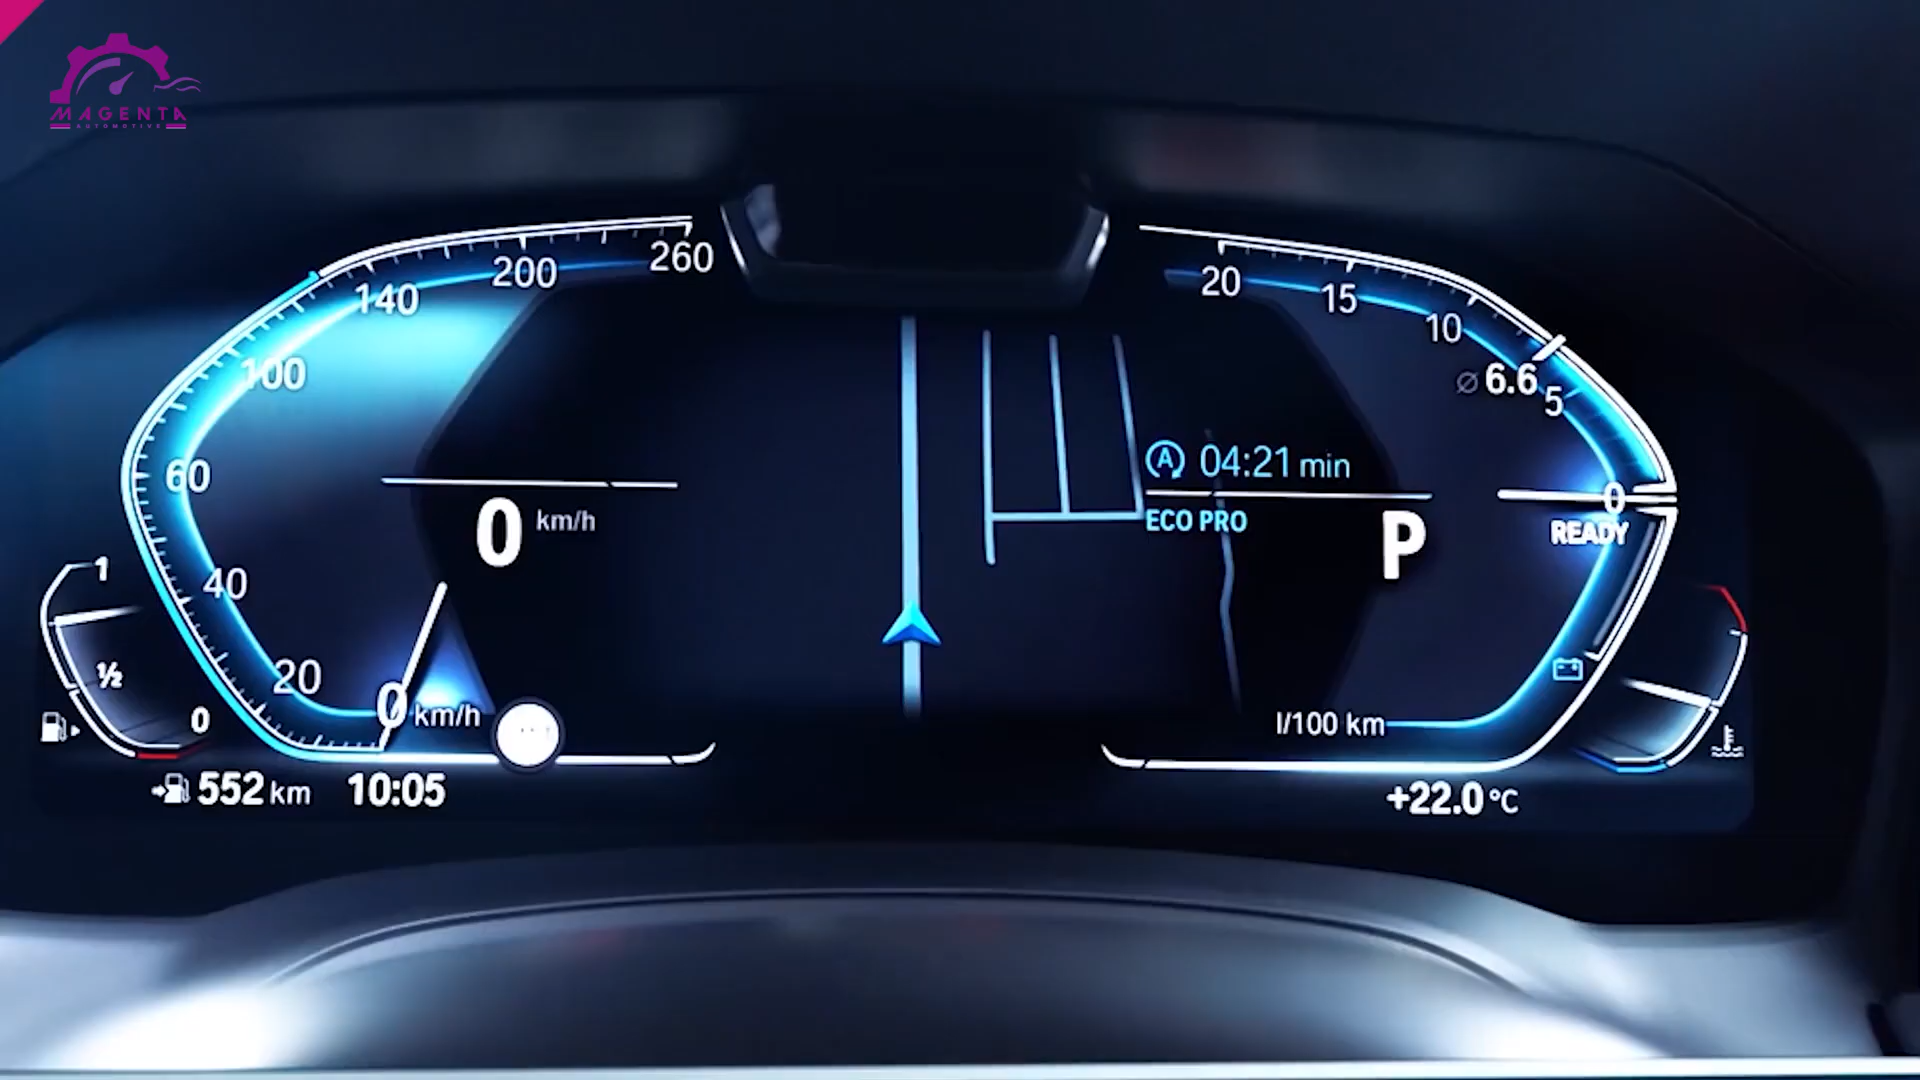 MAGENTA
AUTOMOTIVE
260
200
140
100
60
40
20
0 km/h
0 km/h
1
1/2
0
552 km
10:05
20
15
10
Ø 6.6
5
0
READY
A 04:21 min
ECO PRO
P
l/100 km
+22.0 °C